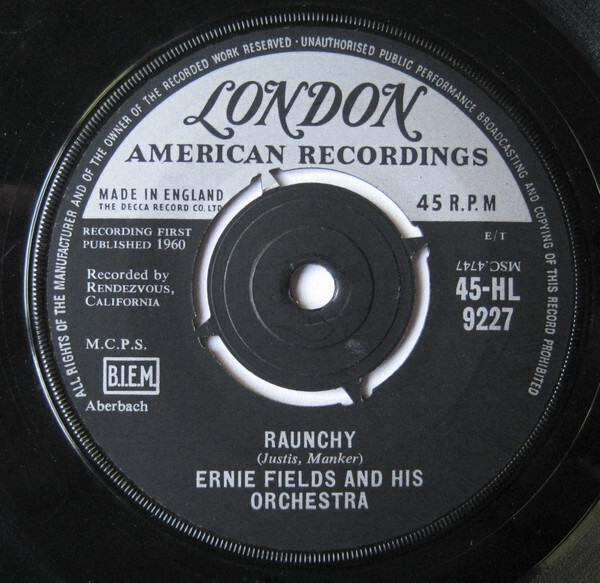 ALL RIGHTS OF THE MANUFACTURER AND OF THE OWNER OF THE RECORDED WORK RESERVED · UNAUTHORISED PUBLIC PERFORMANCE BROADCASTING AND COPYING OF THIS RECORD PROHIBITED
LONDON
AMERICAN RECORDINGS
MADE IN ENGLAND
THE DECCA RECORD CO. LTD
45 R.P.M
RECORDING FIRST
PUBLISHED 1960
E/T
Recorded by
RENDEZVOUS,
CALIFORNIA
MSC.4747
45-HL
9227
M.C.P.S.
B.I.E.M.
Aberbach
RAUNCHY
(Justis, Manker)
ERNIE FIELDS AND HIS
ORCHESTRA